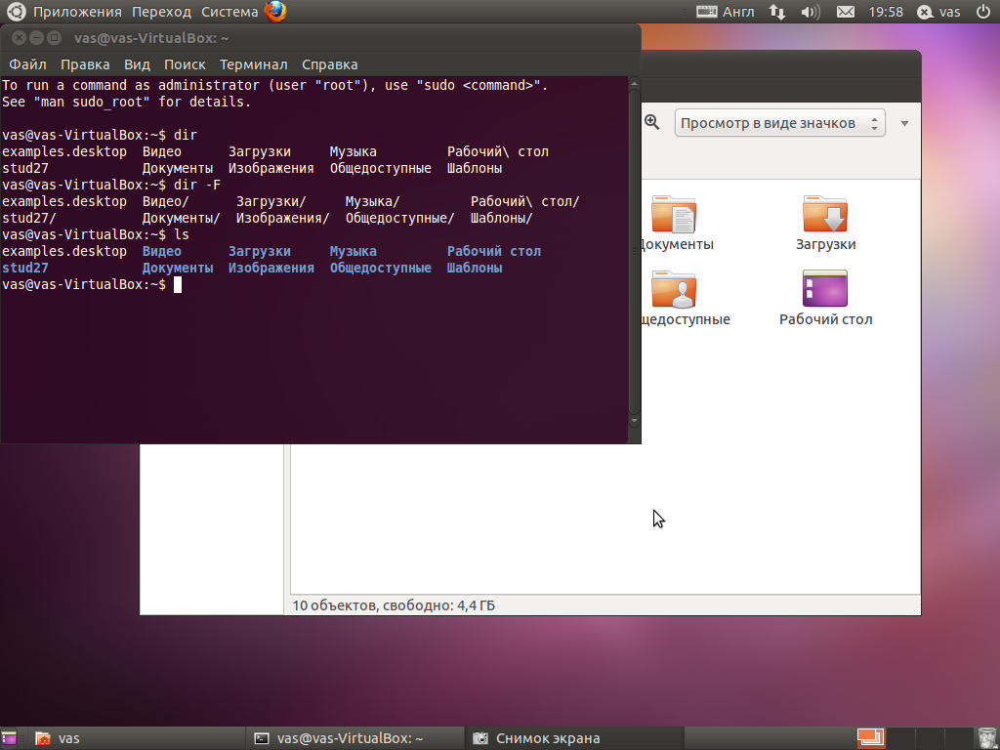 Приложения Переход Система Англ 19:58 vas
vas@vas-VirtualBox: ~
Файл Правка Вид Поиск Терминал Справка
To run a command as administrator (user "root"), use "sudo <command>".
See "man sudo_root" for details.
vas@vas-VirtualBox:~$ dir
examples.desktop Видео Загрузки Музыка Рабочий\ стол
stud27 Документы Изображения Общедоступные Шаблоны
vas@vas-VirtualBox:~$ dir -F
examples.desktop Видео/ Загрузки/ Музыка/ Рабочий\ стол/
stud27/ Документы/ Изображения/ Общедоступные/ Шаблоны/
vas@vas-VirtualBox:~$ ls
examples.desktop Видео Загрузки Музыка Рабочий стол
stud27 Документы Изображения Общедоступные Шаблоны
vas@vas-VirtualBox:~$
Просмотр в виде значков
Документы Загрузки
щедоступные Рабочий стол
10 объектов, свободно: 4,4 ГБ
vas vas@vas-VirtualBox: ~ Снимок экрана